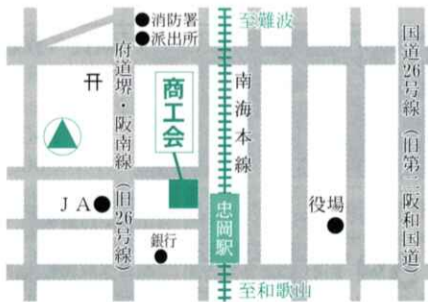 消防署
派出所
至難波
国道26号線（旧第二阪和国道）
府道堺・阪南線（旧26号線）
南海本線
商工会
JA
忠岡駅
役場
銀行
至和歌山